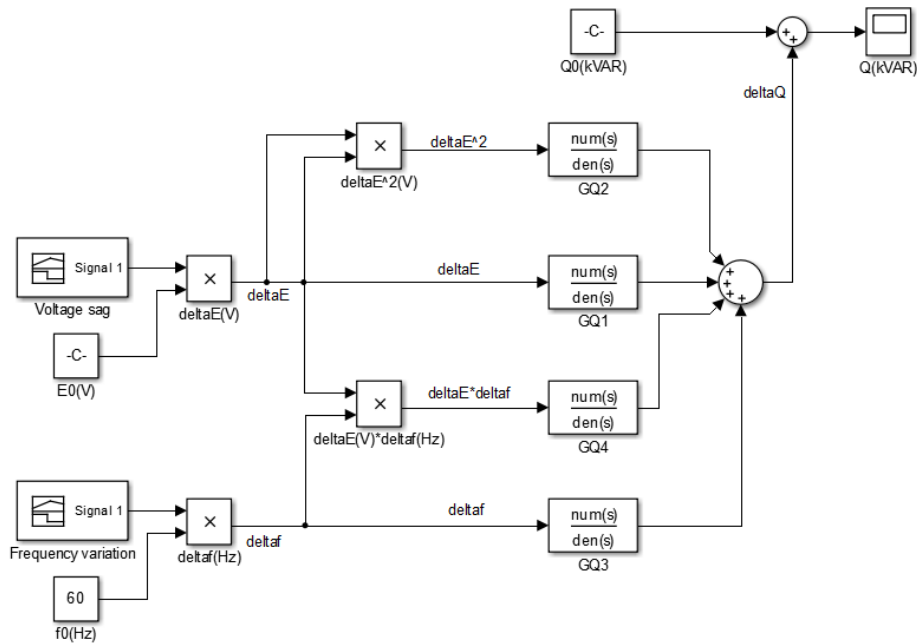 -C-
Q0(kVAR)
+
+
Q(kVAR)
deltaQ
×
deltaE^2
deltaE^2(V)
num(s)
den(s)
GQ2
Signal 1
Voltage sag
×
deltaE(V)
deltaE
deltaE
num(s)
den(s)
GQ1
+
+
+
+
-C-
E0(V)
×
deltaE*deltaf
deltaE(V)*deltaf(Hz)
num(s)
den(s)
GQ4
Signal 1
Frequency variation
×
deltaf(Hz)
deltaf
deltaf
num(s)
den(s)
GQ3
60
f0(Hz)